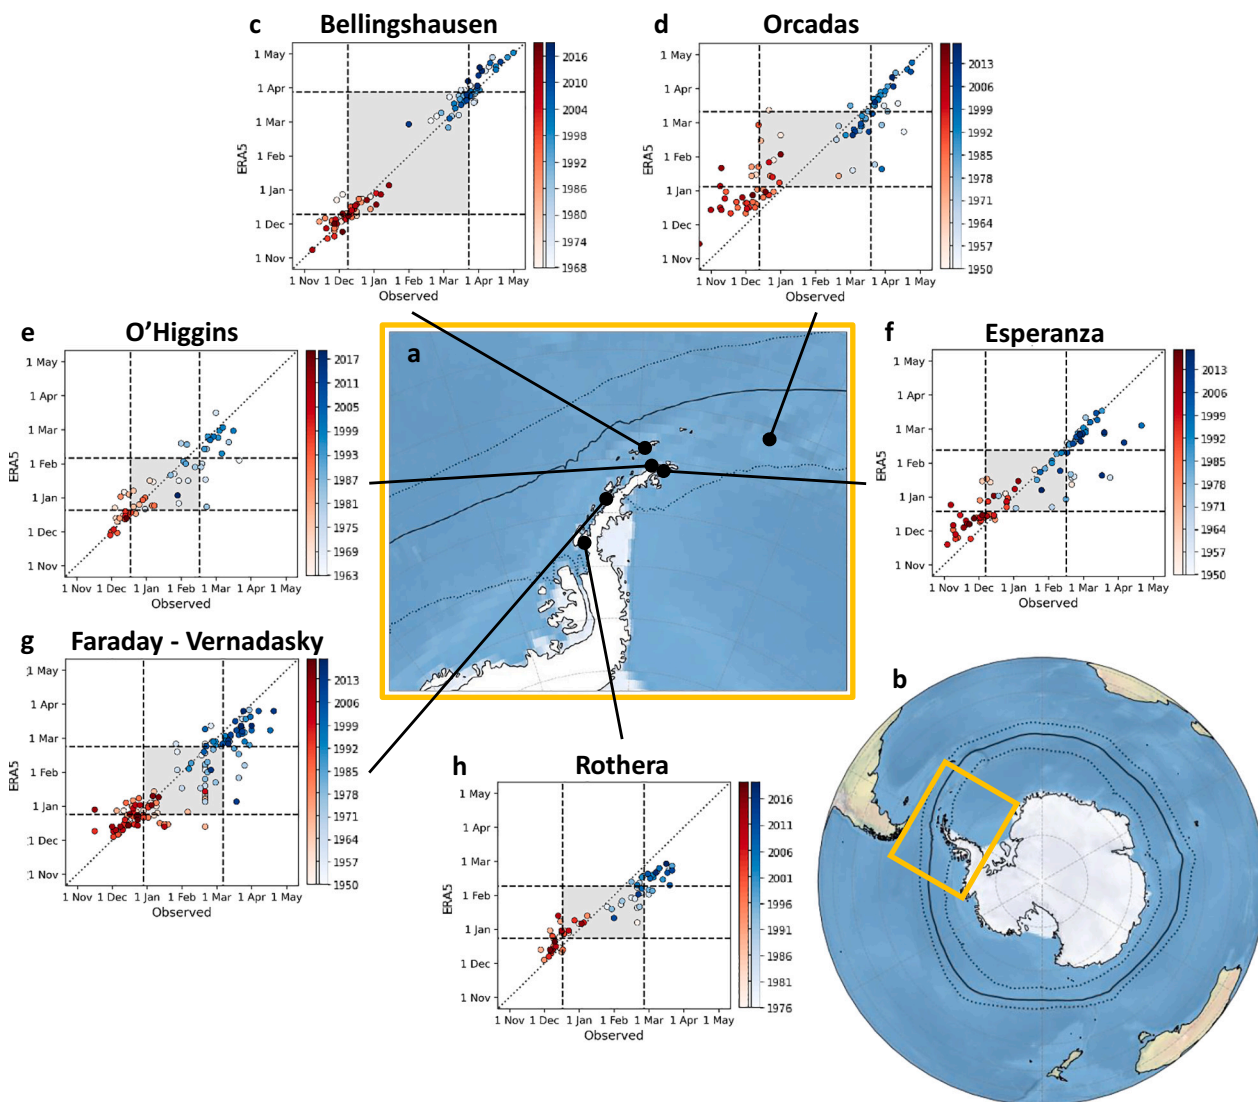 c Bellingshausen
1 May
1 Apr
1 Mar
1 Feb
1 Jan
1 Dec
1 Nov
ERA5
1 Nov 1 Dec 1 Jan 1 Feb 1 Mar 1 Apr 1 May
Observed
2016
2010
2004
1998
1992
1986
1980
1974
1968
d Orcadas
1 May
1 Apr
1 Mar
1 Feb
1 Jan
1 Dec
1 Nov
ERA5
1 Nov 1 Dec 1 Jan 1 Feb 1 Mar 1 Apr 1 May
Observed
2013
2006
1999
1992
1985
1978
1971
1964
1957
1950
e O’Higgins
1 May
1 Apr
1 Mar
1 Feb
1 Jan
1 Dec
1 Nov
ERA5
1 Nov 1 Dec 1 Jan 1 Feb 1 Mar 1 Apr 1 May
Observed
2017
2011
2005
1999
1993
1987
1981
1975
1969
1963
a
f Esperanza
1 May
1 Apr
1 Mar
1 Feb
1 Jan
1 Dec
1 Nov
ERA5
1 Nov 1 Dec 1 Jan 1 Feb 1 Mar 1 Apr 1 May
Observed
2013
2006
1999
1992
1985
1978
1971
1964
1957
1950
g Faraday - Vernadasky
1 May
1 Apr
1 Mar
1 Feb
1 Jan
1 Dec
1 Nov
ERA5
1 Nov 1 Dec 1 Jan 1 Feb 1 Mar 1 Apr 1 May
Observed
2013
2006
1999
1992
1985
1978
1971
1964
1957
1950
h Rothera
1 May
1 Apr
1 Mar
1 Feb
1 Jan
1 Dec
1 Nov
ERA5
1 Nov 1 Dec 1 Jan 1 Feb 1 Mar 1 Apr 1 May
Observed
2016
2011
2006
2001
1996
1991
1986
1981
1976
b